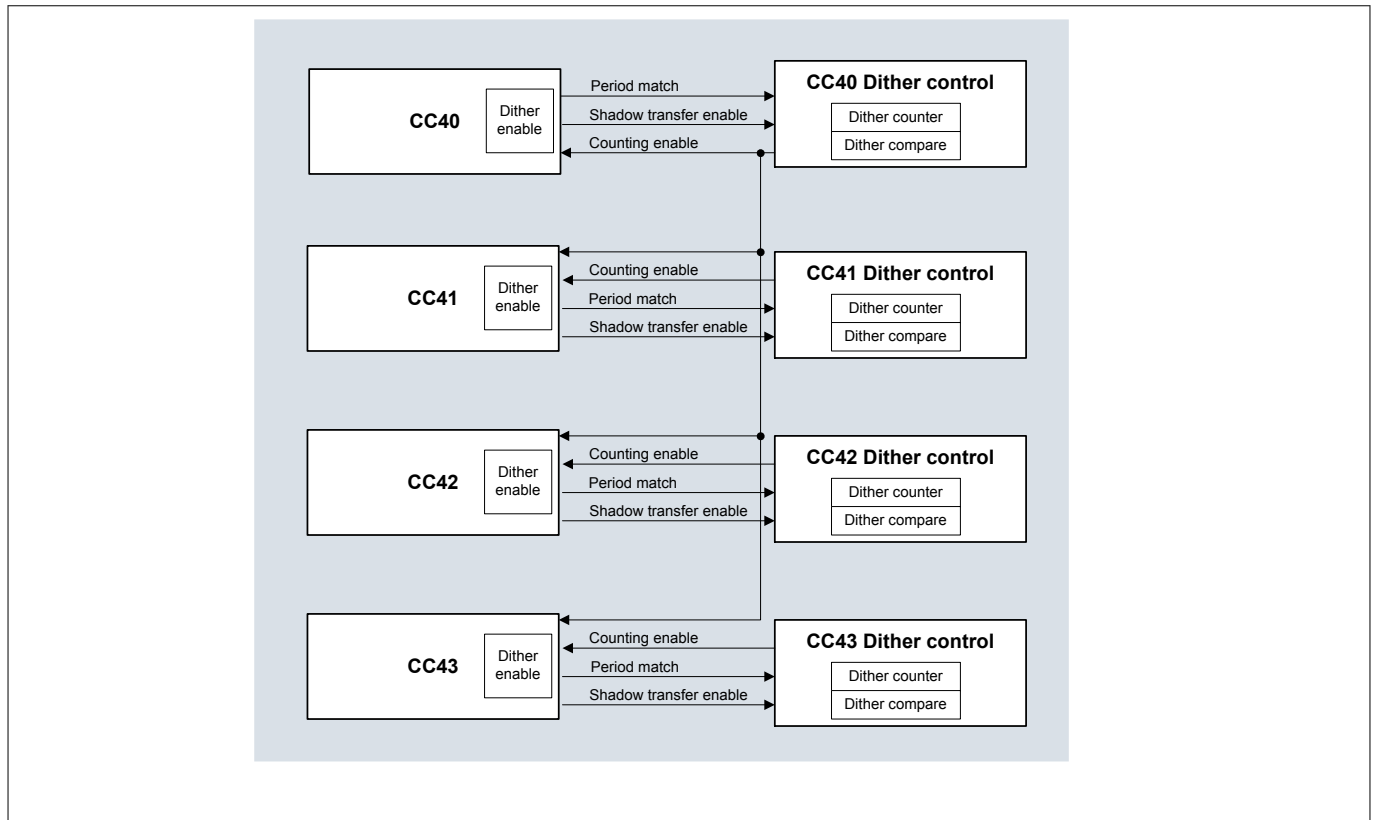 CC40
Dither
enable
Period match
Shadow transfer enable
Counting enable
CC40 Dither control
Dither counter
Dither compare
CC41
Dither
enable
Counting enable
Period match
Shadow transfer enable
CC41 Dither control
Dither counter
Dither compare
CC42
Dither
enable
Counting enable
Period match
Shadow transfer enable
CC42 Dither control
Dither counter
Dither compare
CC43
Dither
enable
Counting enable
Period match
Shadow transfer enable
CC43 Dither control
Dither counter
Dither compare